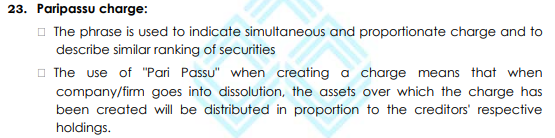 23. Paripassu charge:
□ The phrase is used to indicate simultaneous and proportionate charge and to
describe similar ranking of securities
□ The use of "Pari Passu" when creating a charge means that when
company/firm goes into dissolution, the assets over which the charge has
been created will be distributed in proportion to the creditors' respective
holdings.